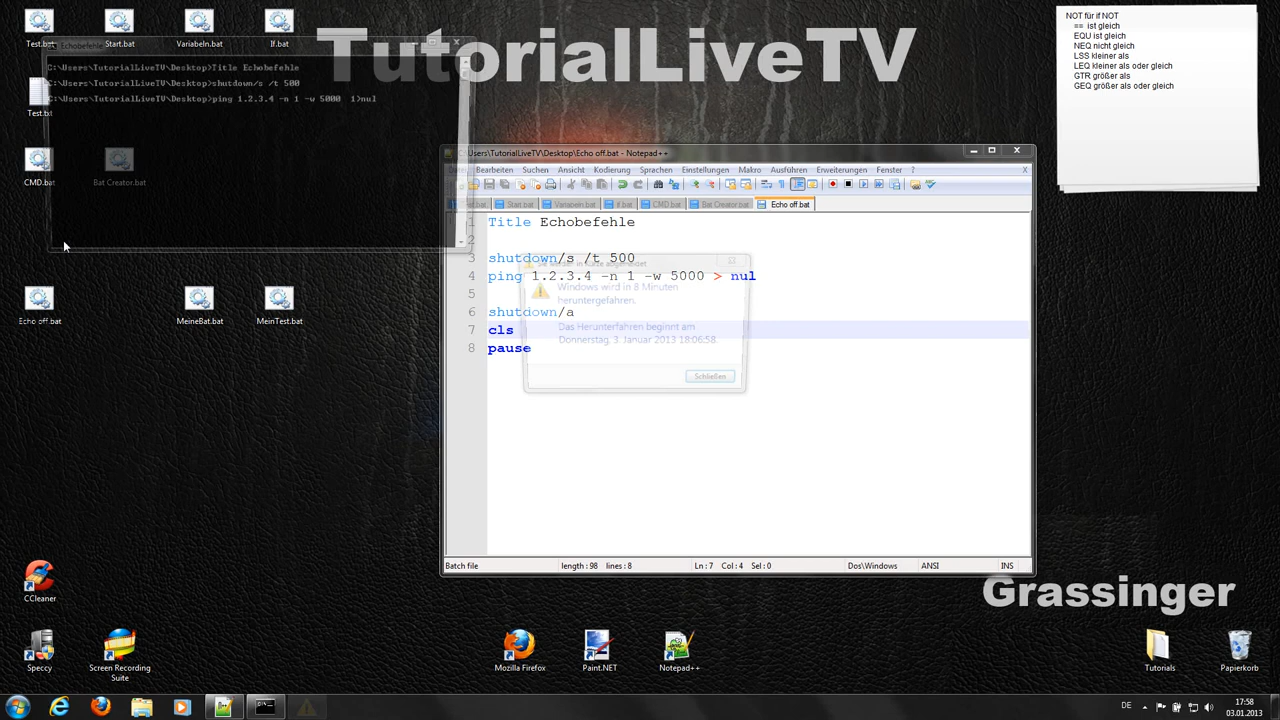 TutorialLiveTV
Test.bat
Start.bat
Variabeln.bat
If.bat
Echobefehle
C:\Users\TutorialLiveTV\Desktop>Title Echobefehle
C:\Users\TutorialLiveTV\Desktop>shutdown/s /t 500
C:\Users\TutorialLiveTV\Desktop>ping 1.2.3.4 -n 1 -w 5000  1>nul
Test.txt
CMD.bat
Bat Creator.bat
Echo off.bat
MeineBat.bat
MeinTest.bat
NOT für if NOT
== ist gleich
EQU ist gleich
NEQ nicht gleich
LSS kleiner als
LEQ kleiner als oder gleich
GTR größer als
GEQ größer als oder gleich
C:\Users\TutorialLiveTV\Desktop\Echo off.bat - Notepad++
Bearbeiten Suchen Ansicht Kodierung Sprachen Einstellungen Makro Ausführen Erweiterungen Fenster ? X
Start.bat Variabeln.bat If.bat CMD.bat Bat Creator.bat Echo off.bat
1 Title Echobefehle
2
3 shutdown/s /t 500
4 ping 1.2.3.4 -n 1 -w 5000 > nul
5
6 shutdown/a
7 cls
8 pause
Windows wird in 8 Minuten
heruntergefahren.
Das Herunterfahren beginnt am
Donnerstag, 3. Januar 2013 18:06:58.
Schließen
Batch file length : 98 lines : 8 Ln : 7 Col : 4 Sel : 0 Dos\Windows ANSI INS
Grassinger
CCleaner
Speccy
Screen Recording
Suite
Mozilla Firefox
Paint.NET
Notepad++
Tutorials
Papierkorb
DE
17:58
03.01.2013